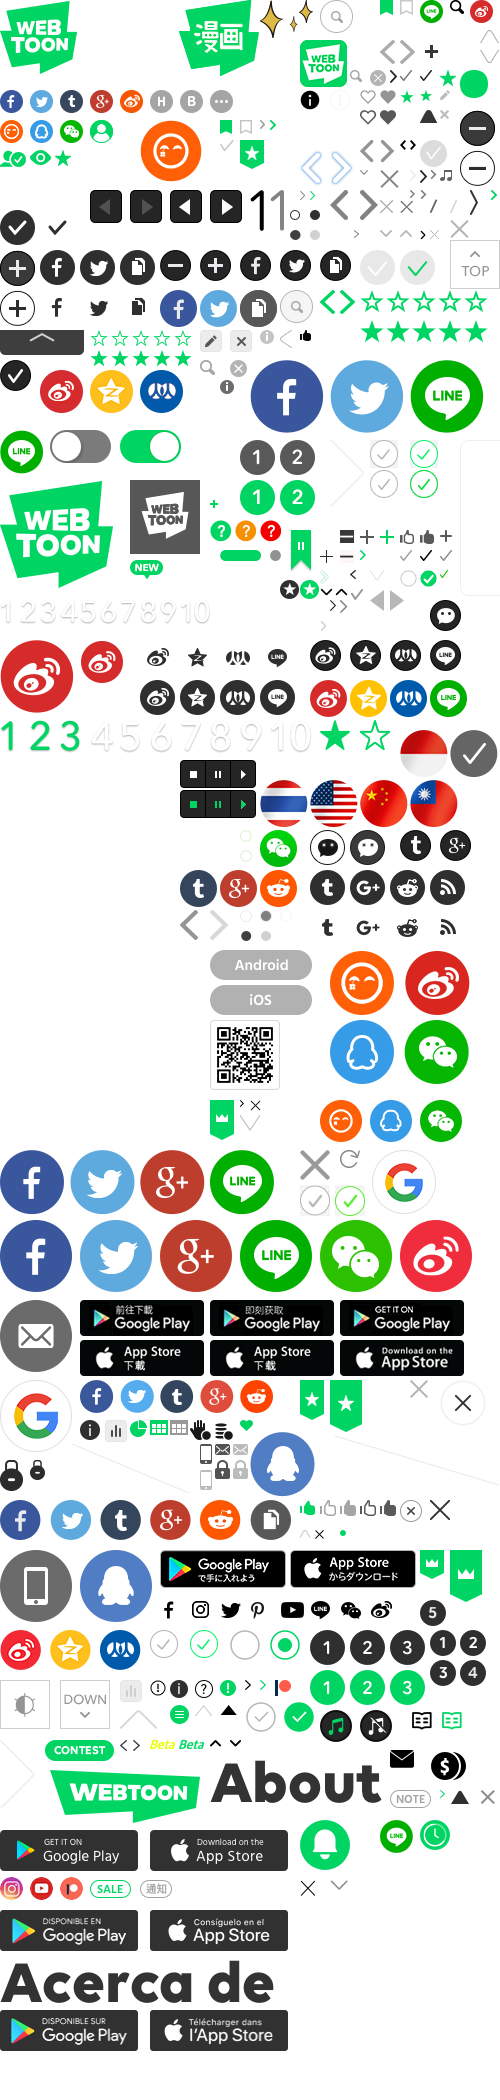 WEB
TOON
漫画
WEB
TOON
H
B
1
1
TOP
LINE
1
2
LINE
1
2
WEB
TOON
WEB
TOON
NEW
?
?
?
1 2 3 4 5 6 7 8 9 10
LINE
LINE
LINE
1 2 3 4 5 6 7 8 9 10
Android
iOS
LINE
LINE
前往下載
Google Play
即刻获取
Google Play
GET IT ON
Google Play
App Store
下載
App Store
下载
Download on the
App Store
Google Play
で手に入れよう
App Store
からダウンロード
5
1 2 3
1 2
1 2 3
3 4
DOWN
CONTEST
Beta Beta
WEBTOON
About
NOTE
GET IT ON
Google Play
Download on the
App Store
LINE
SALE
通知
DISPONIBLE EN
Google Play
Consíguelo en el
App Store
Acerca de
DISPONIBLE SUR
Google Play
Télécharger dans
l'App Store